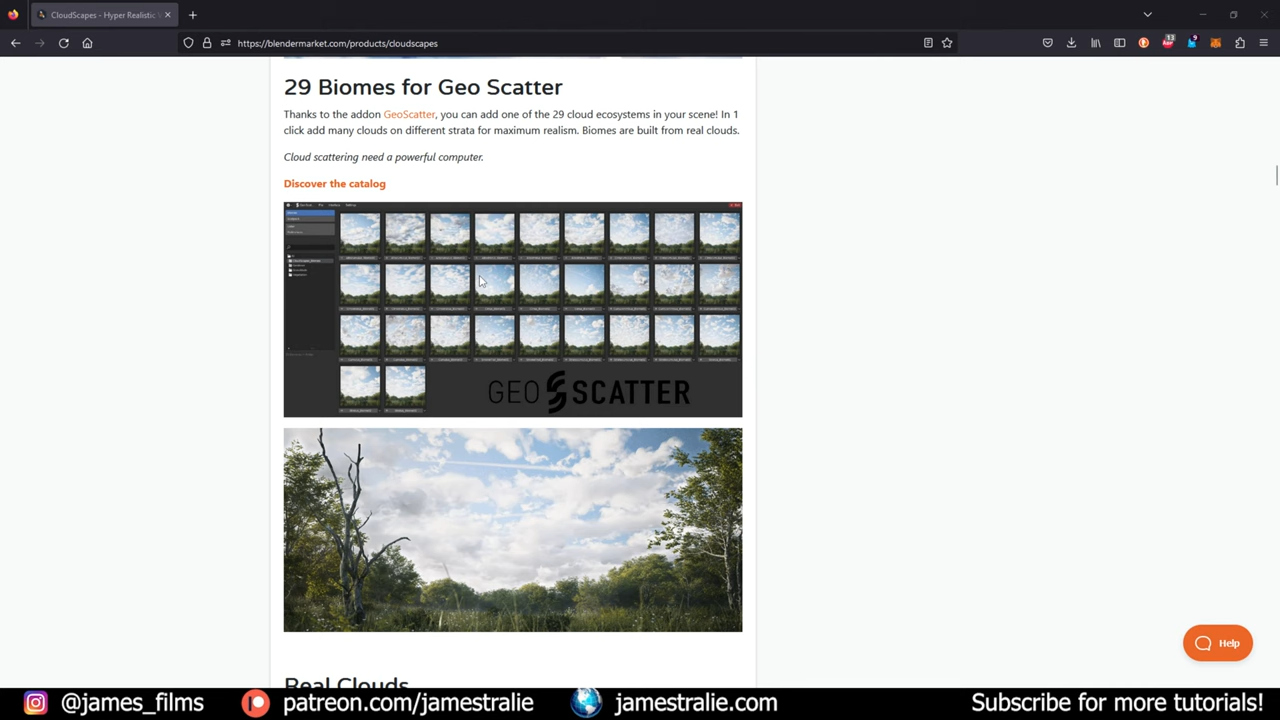 CloudScapes - Hyper Realistic V
https://blendermarket.com/products/cloudscapes
13
9
29 Biomes for Geo Scatter
Thanks to the addon GeoScatter, you can add one of the 29 cloud ecosystems in your scene! In 1
click add many clouds on different strata for maximum realism. Biomes are built from real clouds.
Cloud scattering need a powerful computer.
Discover the catalog
GEO SCATTER
Real Clouds
Help
@james_films
patreon.com/jamestralie
jamestralie.com
Subscribe for more tutorials!